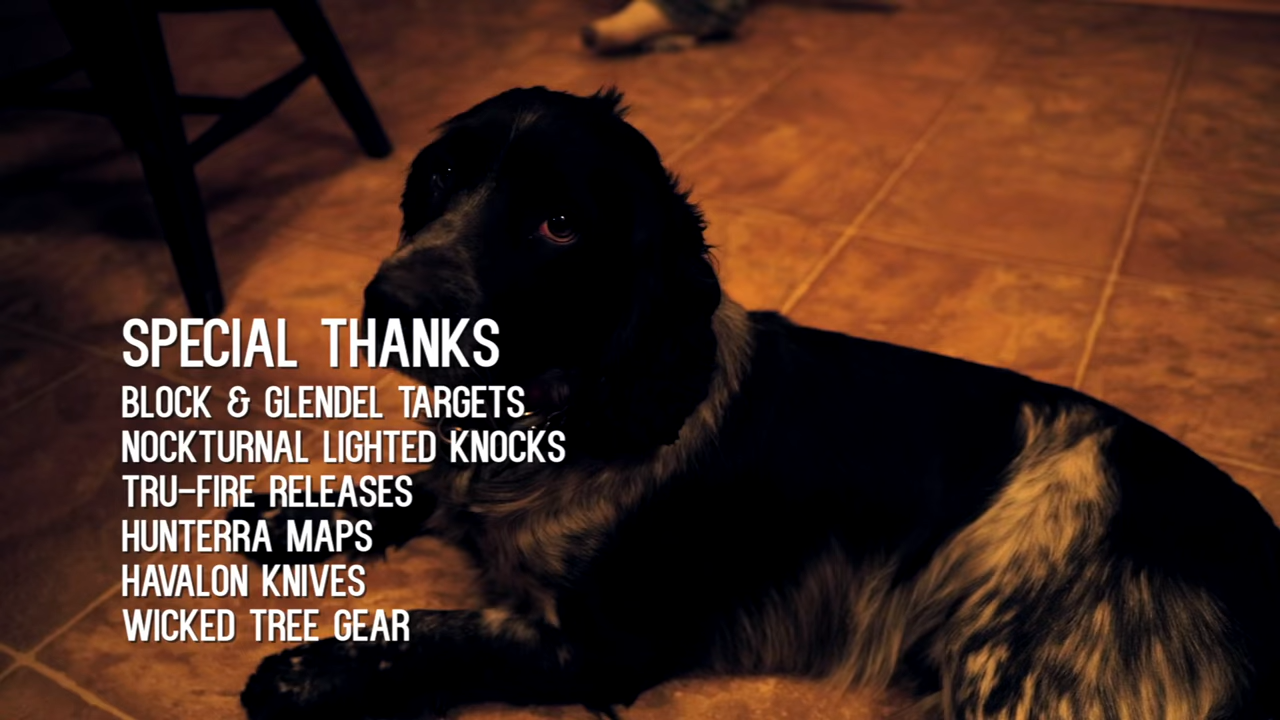 SPECIAL THANKS
BLOCK & GLENDEL TARGETS
NOCKTURNAL LIGHTED KNOCKS
TRU-FIRE RELEASES
HUNTERRA MAPS
HAVALON KNIVES
WICKED TREE GEAR